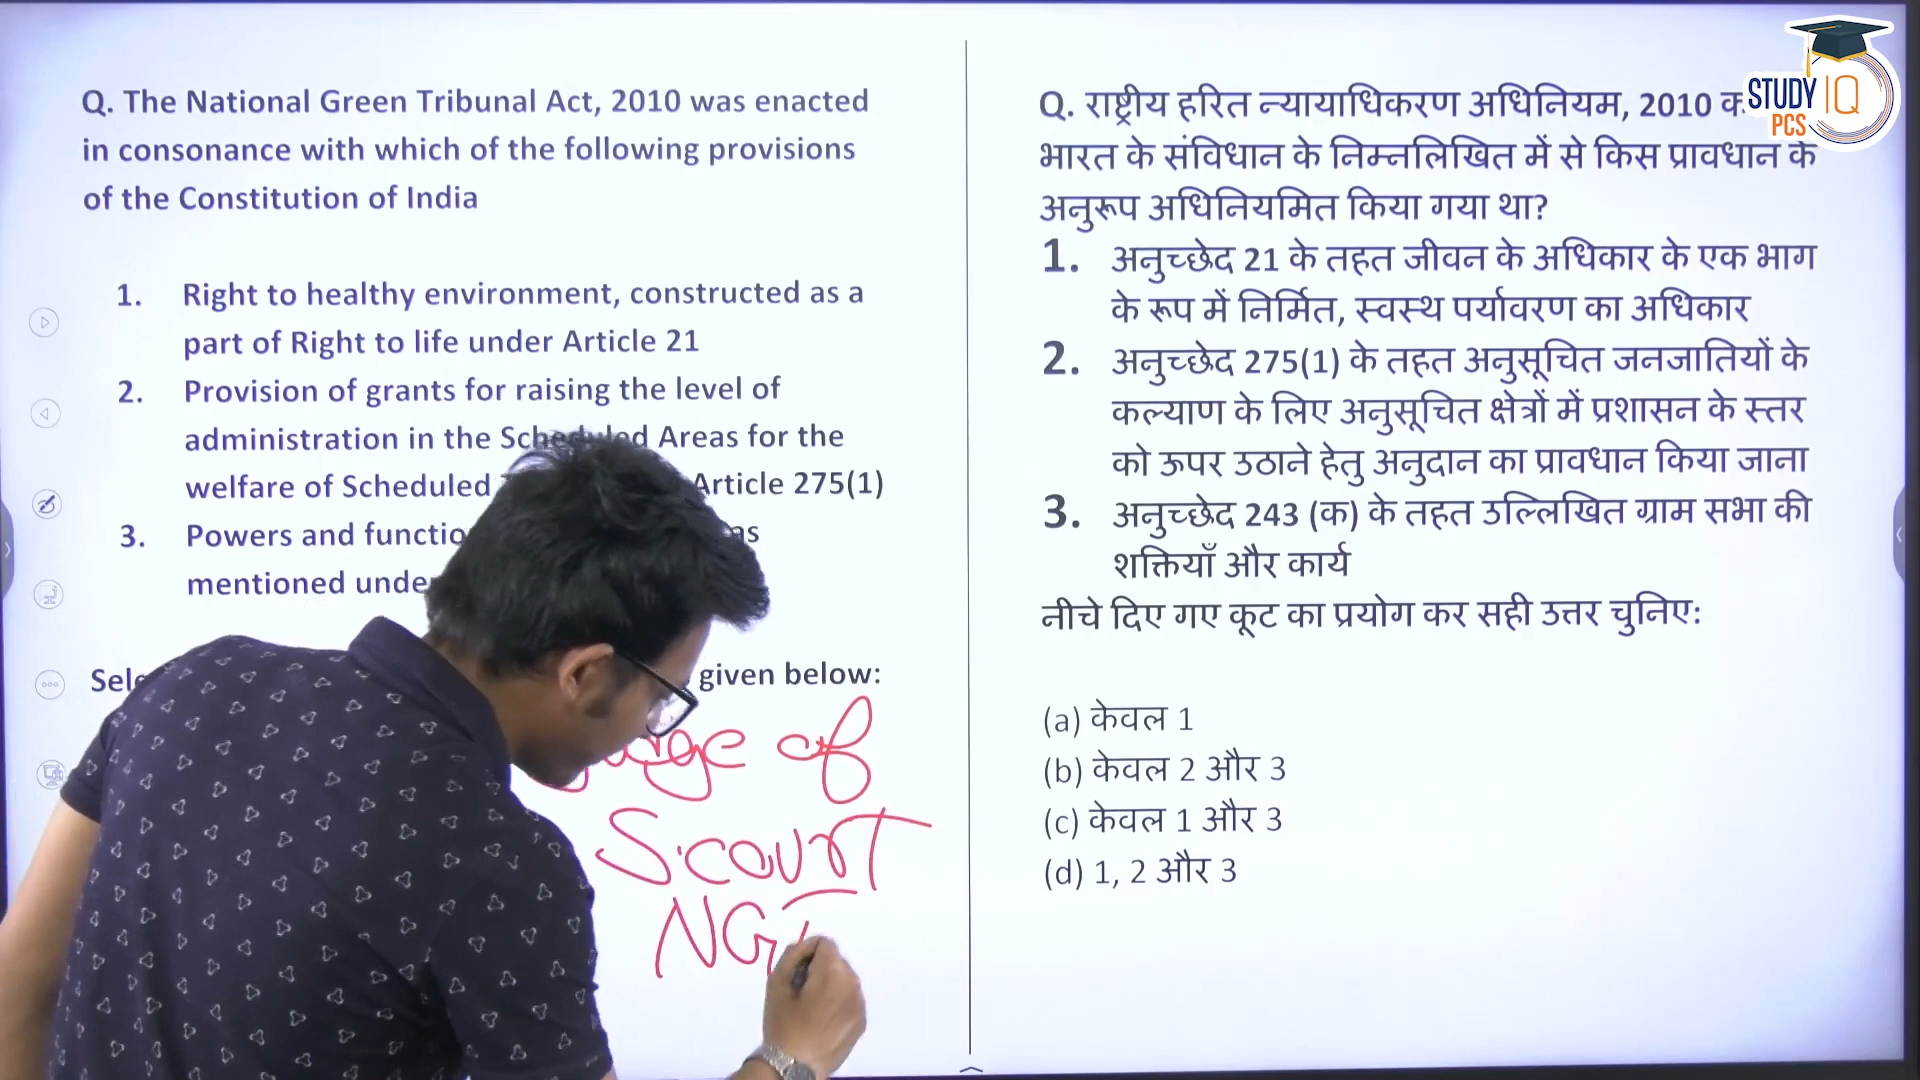 Q. The National Green Tribunal Act, 2010 was enacted
in consonance with which of the following provisions
of the Constitution of India
1. Right to healthy environment, constructed as a
part of Right to life under Article 21
2. Provision of grants for raising the level of
administration in the Scheduled Areas for the
welfare of Scheduled Article 275(1)
3. Powers and as
mentioned
given below:
of
S.court
Q. राष्ट्रीय हरित न्यायाधिकरण अधिनियम, 2010
भारत के संविधान के निम्नलिखित में से किस प्रावधान के
अनुरूप अधिनियमित किया गया था?
1. अनुच्छेद 21 के तहत जीवन के अधिकार के एक भाग
के रूप में निर्मित, स्वस्थ पर्यावरण का अधिकार
2. अनुच्छेद 275(1) के तहत अनुसूचित जनजातियों के
कल्याण के लिए अनुसूचित क्षेत्रों में प्रशासन के स्तर
को ऊपर उठाने हेतु अनुदान का प्रावधान किया जाना
3. अनुच्छेद 243 (क) के तहत उल्लिखित ग्राम सभा की
शक्तियाँ और कार्य
नीचे दिए गए कूट का प्रयोग कर सही उत्तर चुनिए:
(a) केवल 1
(b) केवल 2 और 3
(c) केवल 1 और 3
(d) 1, 2 और 3
STUDY IQ
PCS